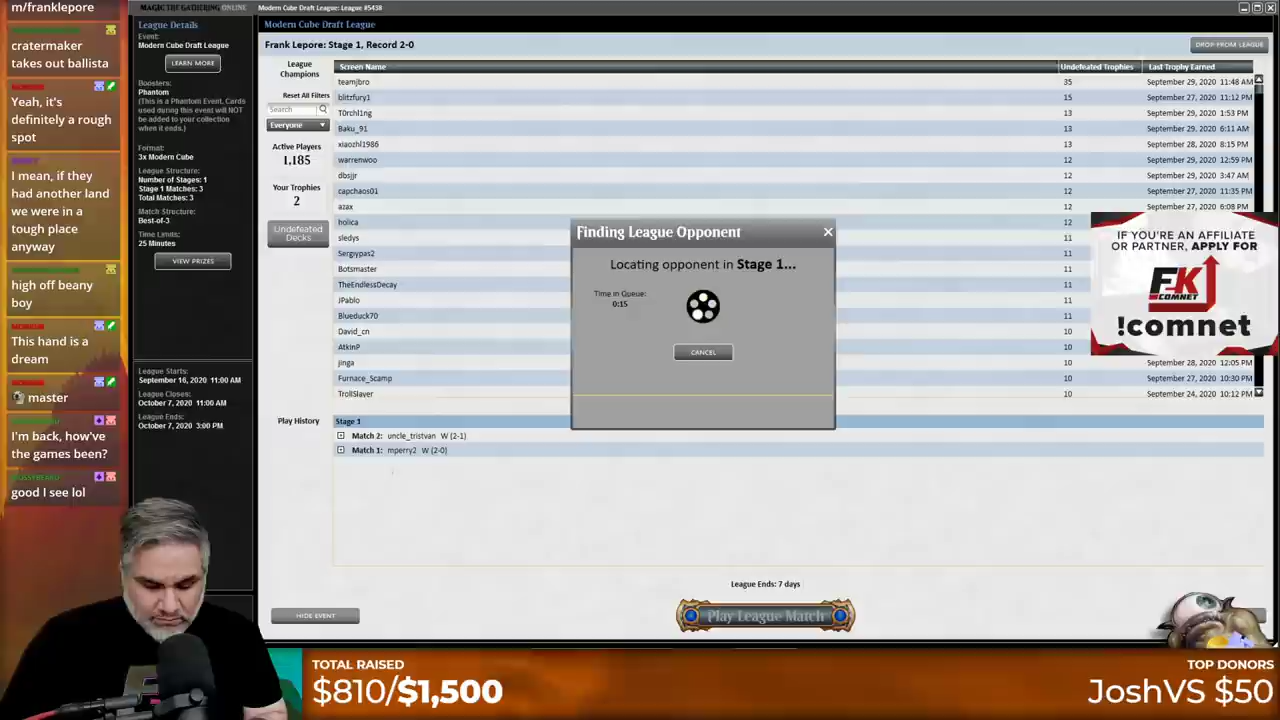 m/franklepore
cratermaker
takes out ballista
Yeah, it's
definitely a rough
spot
I mean, if they
had another land
we were in a
tough place
anyway
high off beany
boy
This hand is a
dream
master
I'm back, how've
the games been?
good I see lol
MAGIC THE GATHERING ONLINE
Modern Cube Draft League: League #5438
League Details
Event:
Modern Cube Draft League
LEARN MORE
Boosters:
Phantom
(This is a Phantom Event. Cards
used during this event will NOT
be added to your collection
when it ends.)
Format:
3x Modern Cube
League Structure:
Number of Stages: 1
Stage 1 Matches: 3
Total Matches: 3
Match Structure:
Best-of-3
Time Limits:
25 Minutes
VIEW PRIZES
League Starts:
September 16, 2020 11:00 AM
League Closes:
October 7, 2020 11:00 AM
League Ends:
October 7, 2020 3:00 PM
Modern Cube Draft League
Frank Lepore: Stage 1, Record 2-0
DROP FROM LEAGUE
League
Champions
Reset All Filters
Search
Everyone
Active Players
1,185
Your Trophies
2
Undefeated
Decks
Screen Name Undefeated Trophies Last Trophy Earned
teamjbro 35 September 29, 2020 11:48 AM
blitzfury1 15 September 27, 2020 11:12 PM
T0rchl1ng 13 September 29, 2020 1:53 PM
Baku_91 13 September 29, 2020 6:11 AM
xiaozhl1986 13 September 28, 2020 8:15 PM
warrenwoo 12 September 29, 2020 12:59 PM
dbsjjr 12 September 29, 2020 3:47 AM
capchaos01 12 September 27, 2020 11:35 PM
azax 12 September 27, 2020 6:08 PM
holica 12
sledys 11
Sergiypas2 11
Botsmaster 11
TheEndlessDecay 11
JPablo 11
Blueduck70 11
David_cn 10
AtkinP 10
jinga 10 September 28, 2020 12:05 PM
Furnace_Scamp 10 September 27, 2020 10:30 PM
TrollSlayer 10 September 24, 2020 10:12 PM
Finding League Opponent
Locating opponent in Stage 1...
Time in Queue:
0:15
CANCEL
IF YOU'RE AN AFFILIATE
OR PARTNER, APPLY FOR
FK
COMNET
!comnet
Play History
Stage 1
Match 2: uncle_tristvan W (2-1)
Match 1: mperry2 W (2-0)
League Ends: 7 days
HIDE EVENT
Play League Match
TOTAL RAISED
$810/$1,500
TOP DONORS
JoshVS $50